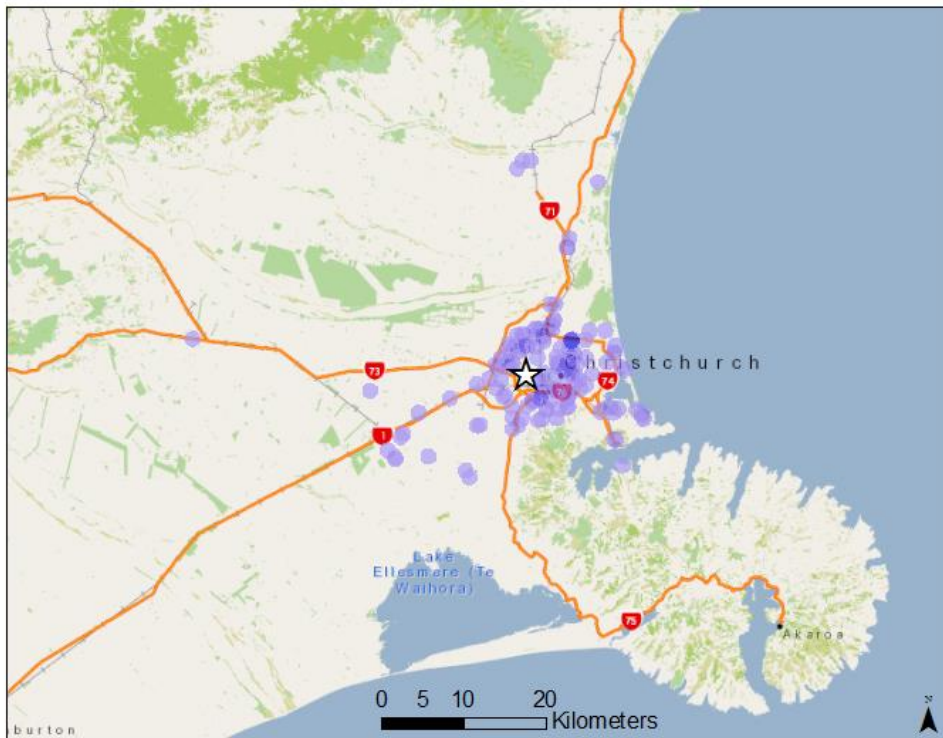 71
Christchurch
73
74
1
Lake
Ellesmere (Te
Waihora)
75
Akaroa
0 5 10 20
Kilometers
burton
N